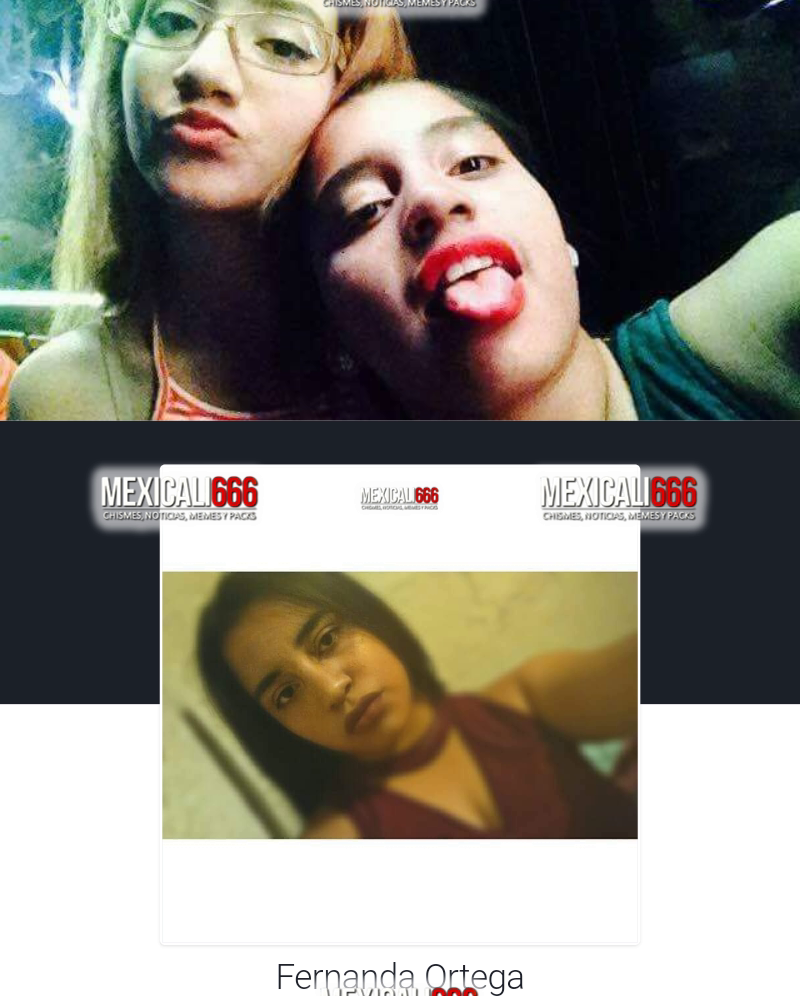 CHISMES, NOTICIAS, MEMES Y PACKS
MEXICALI666
CHISMES, NOTICIAS, MEMES Y PACKS
MEXICALI666
CHISMES, NOTICIAS, MEMES Y PACKS
MEXICALI666
CHISMES, NOTICIAS, MEMES Y PACKS
Fernanda Ortega
MEXICALI666